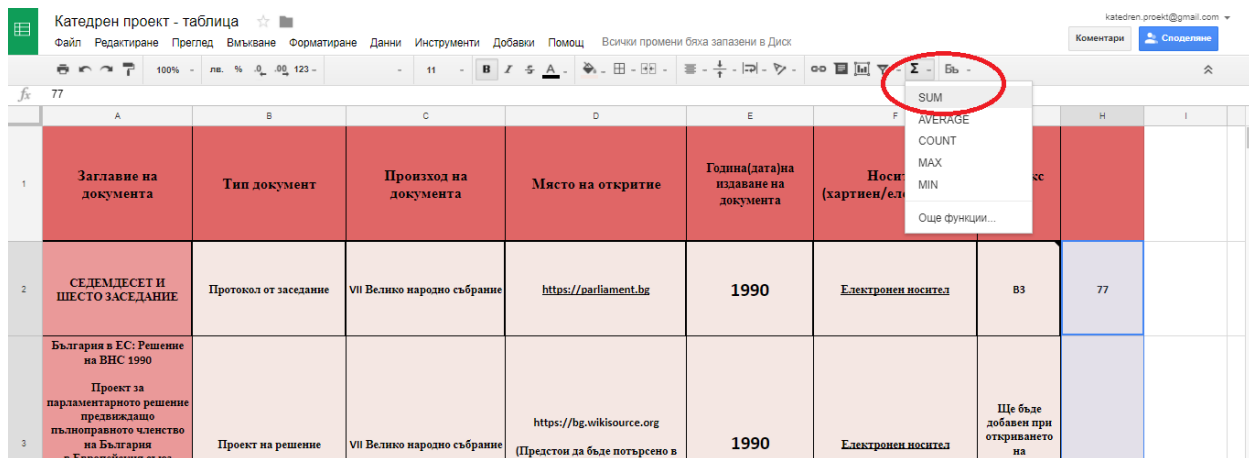 Катедрен проект - таблица
katedren.proekt@gmail.com
Файл Редактиране Преглед Вмъкване Форматиране Данни Инструменти Добавки Помощ Всички промени бяха запазени в Диск
Коментари Споделяне
100% - лв. % .0 .00 123 - 11 - B I S A Σ - Бь -
fx 77
SUM
AVERAGE
COUNT
MAX
MIN
Още функции...
A B C D E F H I
1
Заглавие на
документа
Тип документ
Произход на
документа
Място на откритие
Година(дата)на
издаване на
документа
2
СЕДЕМДЕСЕТ И
ШЕСТО ЗАСЕДАНИЕ
Протокол от заседание
VII Велико народно събрание
https://parliament.bg
1990
Електронен носител
В3
77
3
България в ЕС: Решение
на ВНС 1990
Проект за
парламентарното решение
предвиждащо
пълноправното членство
на България
Проект на решение
VII Велико народно събрание
https://bg.wikisource.org
(Предстои да бъде потърсено в
1990
Електронен носител
Ще бъде
добавен при
откриването
на